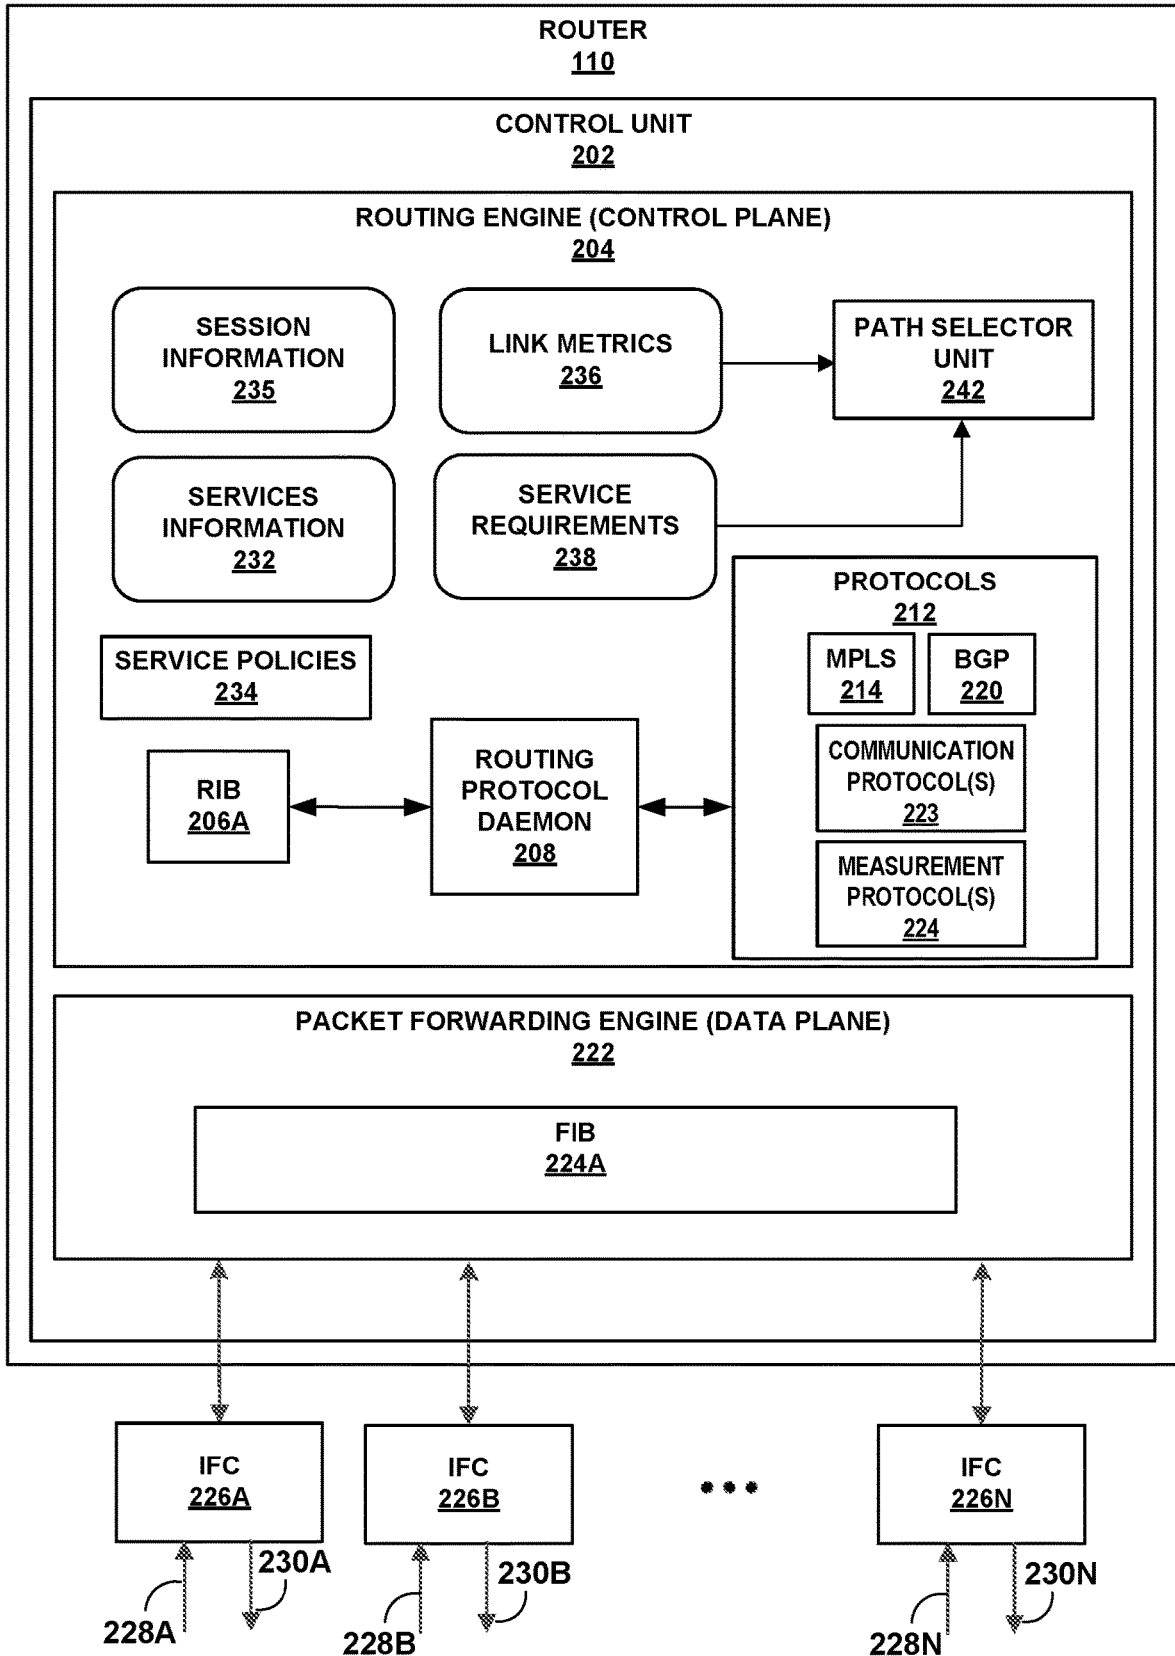 ROUTER
110
CONTROL UNIT
202
ROUTING ENGINE (CONTROL PLANE)
204
SESSION
INFORMATION
235
LINK METRICS
236
PATH SELECTOR
UNIT
242
SERVICES
INFORMATION
232
SERVICE
REQUIREMENTS
238
SERVICE POLICIES
234
PROTOCOLS
212
MPLS
214
BGP
220
COMMUNICATION
PROTOCOL(S)
223
MEASUREMENT
PROTOCOL(S)
224
RIB
206A
ROUTING
PROTOCOL
DAEMON
208
PACKET FORWARDING ENGINE (DATA PLANE)
222
FIB
224A
IFC
226A
IFC
226B
IFC
226N
228A
230A
228B
230B
228N
230N